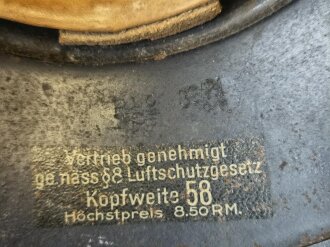 Vertrieb genehmigt
gemäss §8 Luftschutzgesetz
Kopfweite 58
Höchstpreis 8.50 RM.